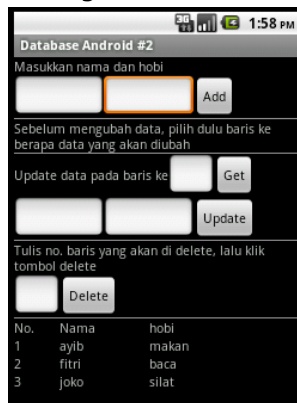 3G 1:58 PM
Database Android #2
Masukkan nama dan hobi
Add
Sebelum mengubah data, pilih dulu baris ke
berapa data yang akan diubah
Update data pada baris ke Get
Update
Tulis no. baris yang akan di delete, lalu klik
tombol delete
Delete
No. Nama hobi
1 ayib makan
2 fitri baca
3 joko silat